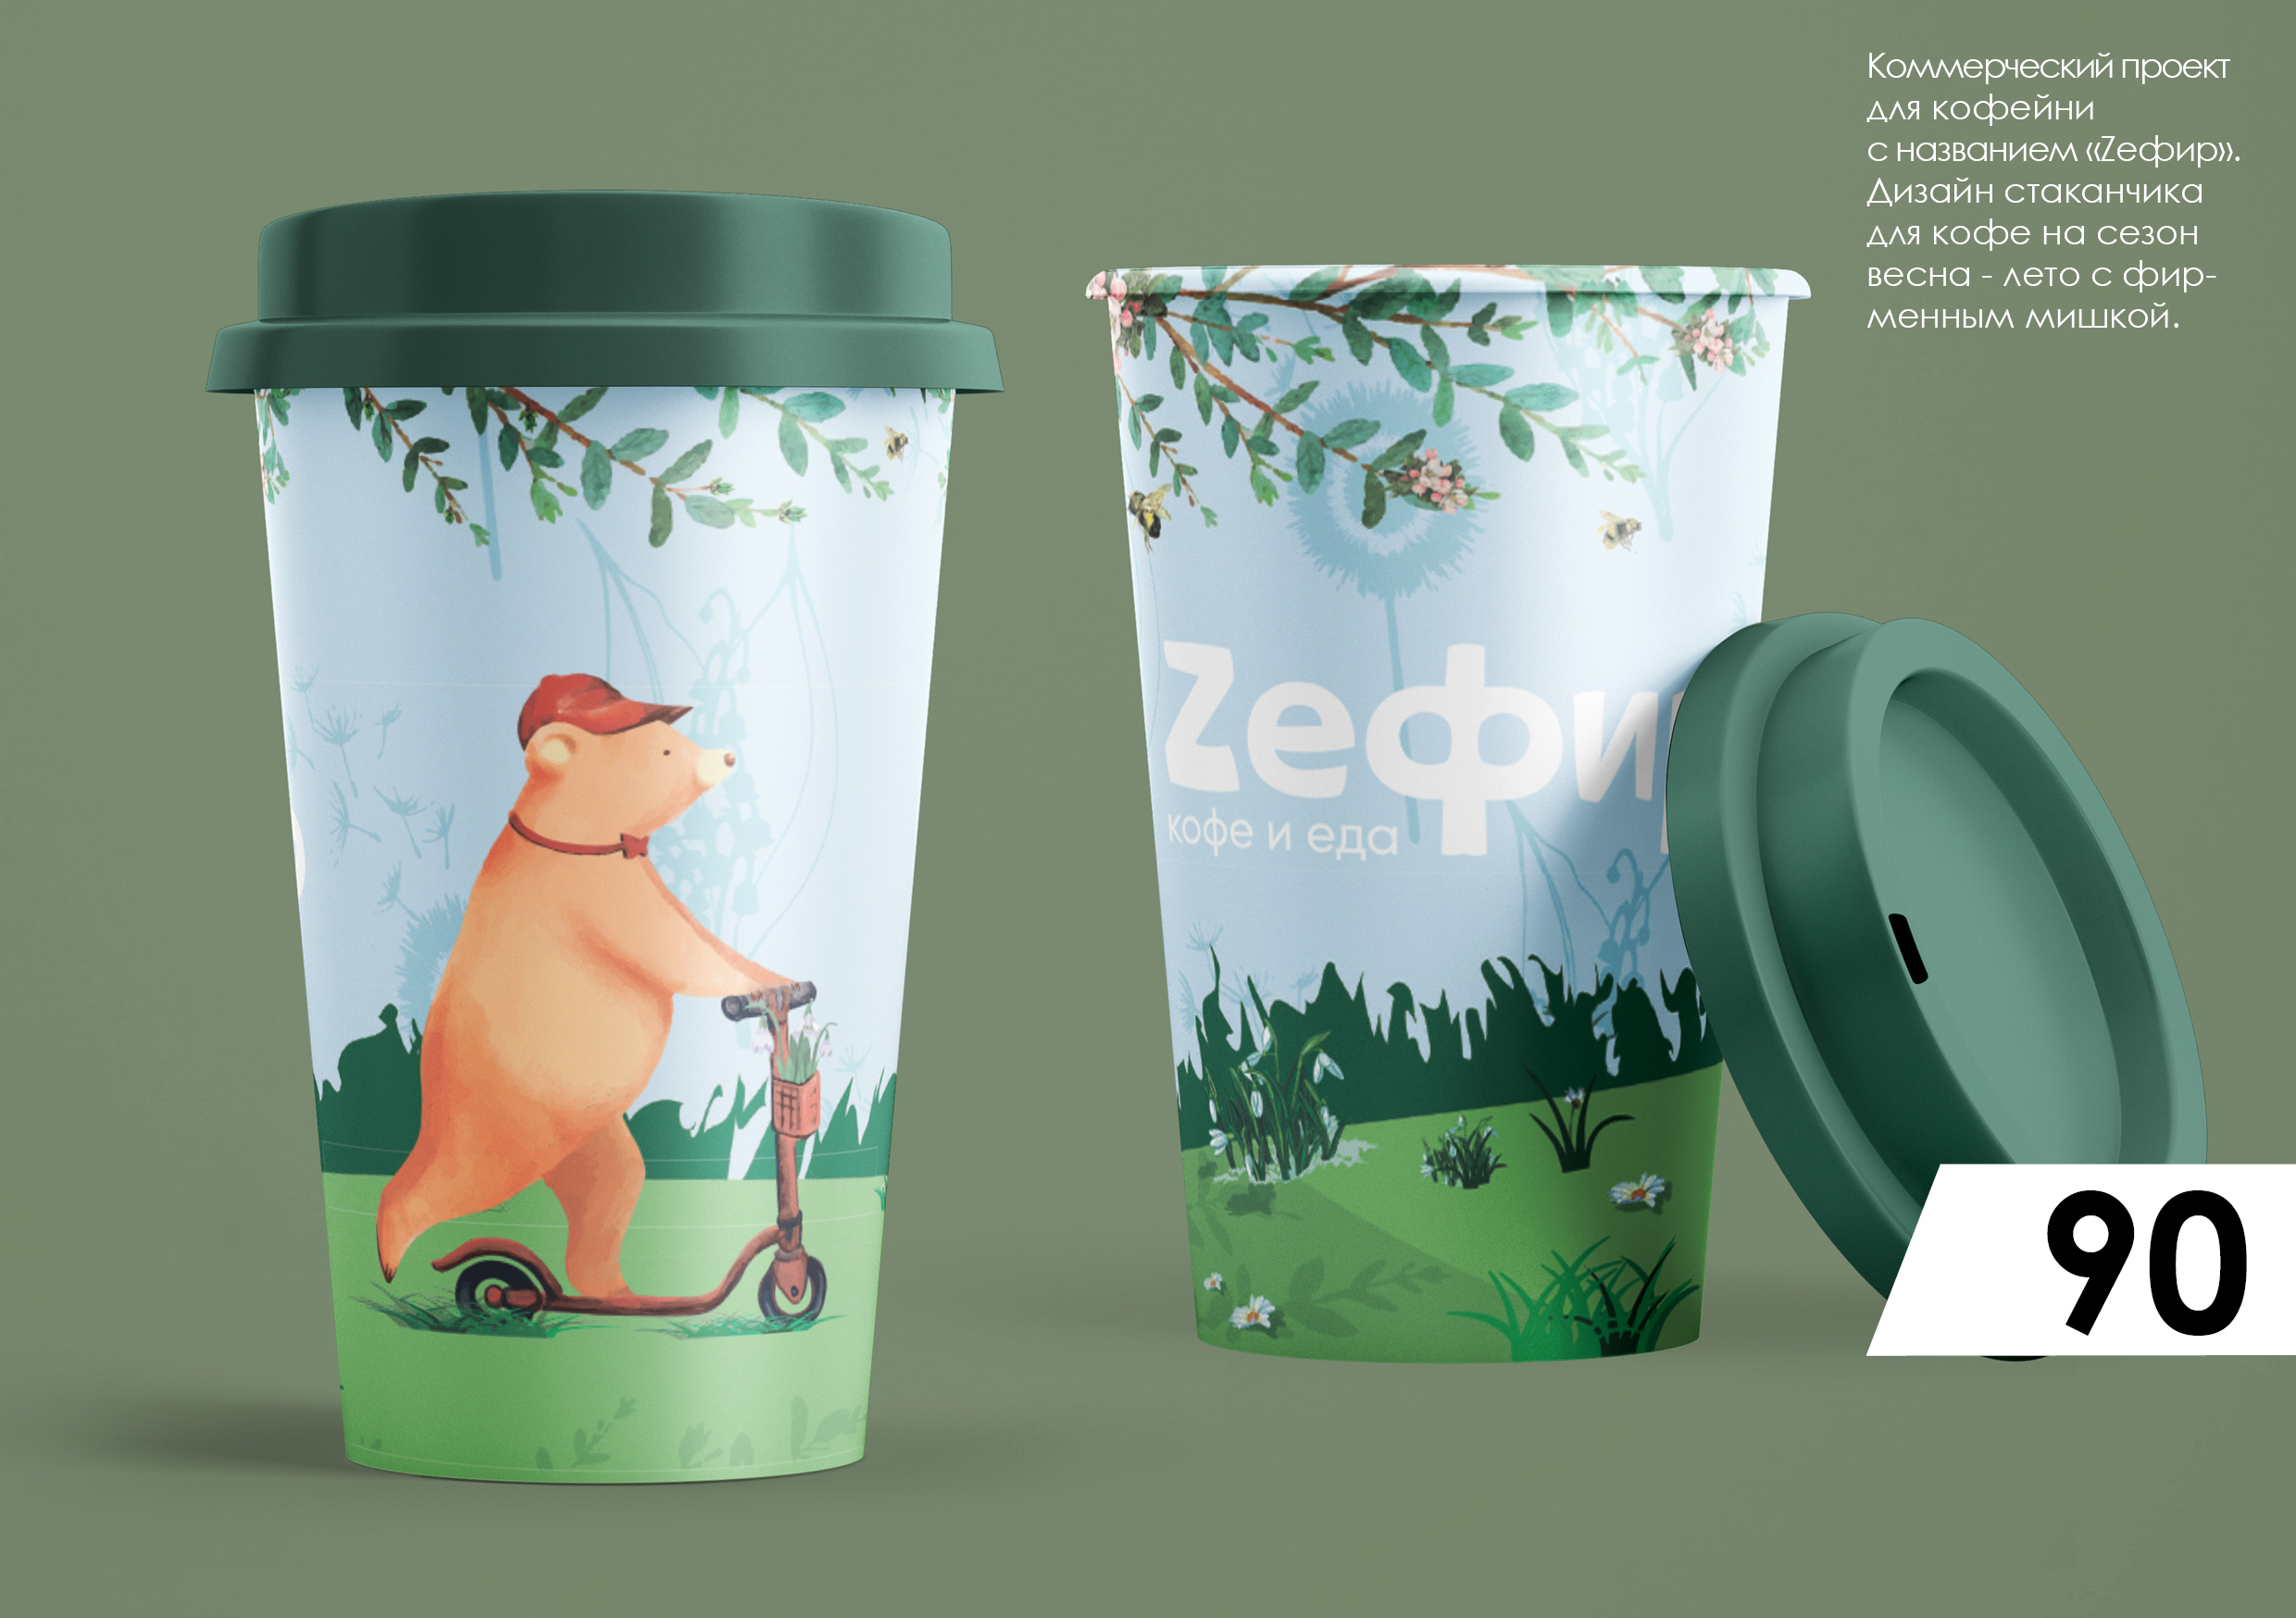 Коммерческий проект
для кофейни
с названием «Zефир».
Дизайн стаканчика
для кофе на сезон
весна - лето с фир-
менным мишкой.
Zефи
кофе и еда
90